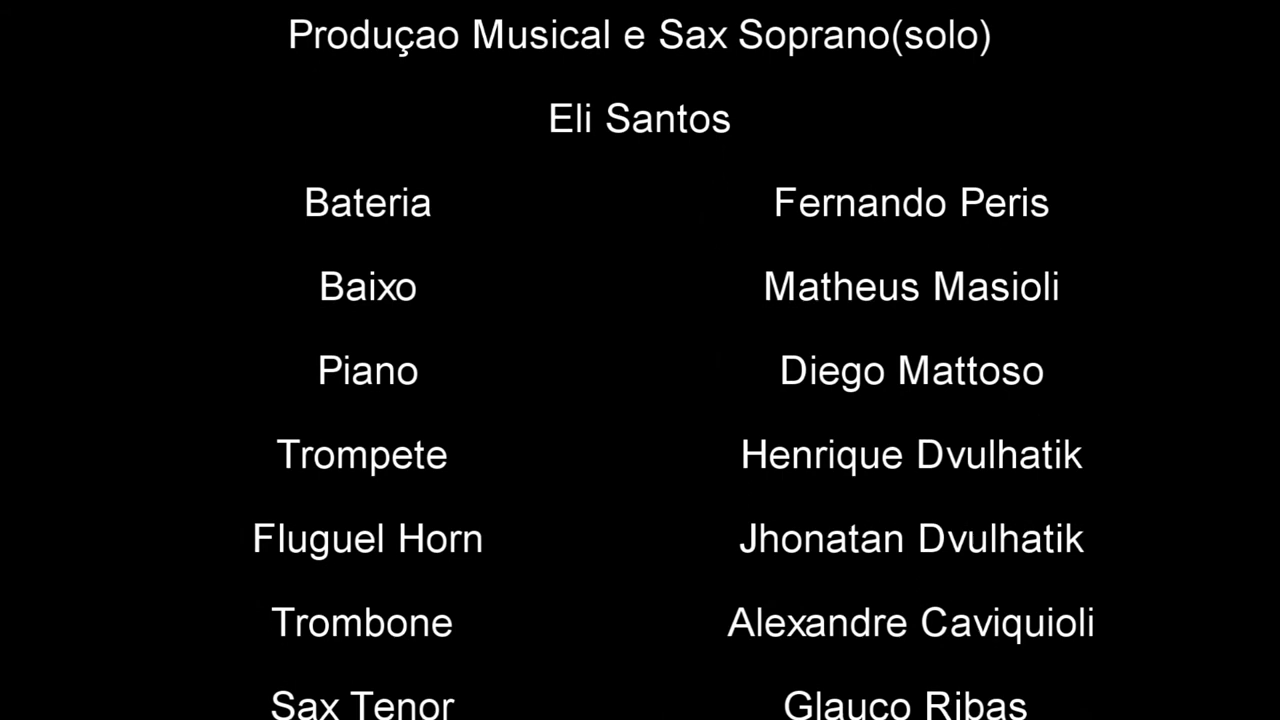 Produçao Musical e Sax Soprano(solo)
Eli Santos
Bateria Fernando Peris
Baixo Matheus Masioli
Piano Diego Mattoso
Trompete Henrique Dvulhatik
Fluguel Horn Jhonatan Dvulhatik
Trombone Alexandre Caviquioli
Sax Tenor Glauco Ribas